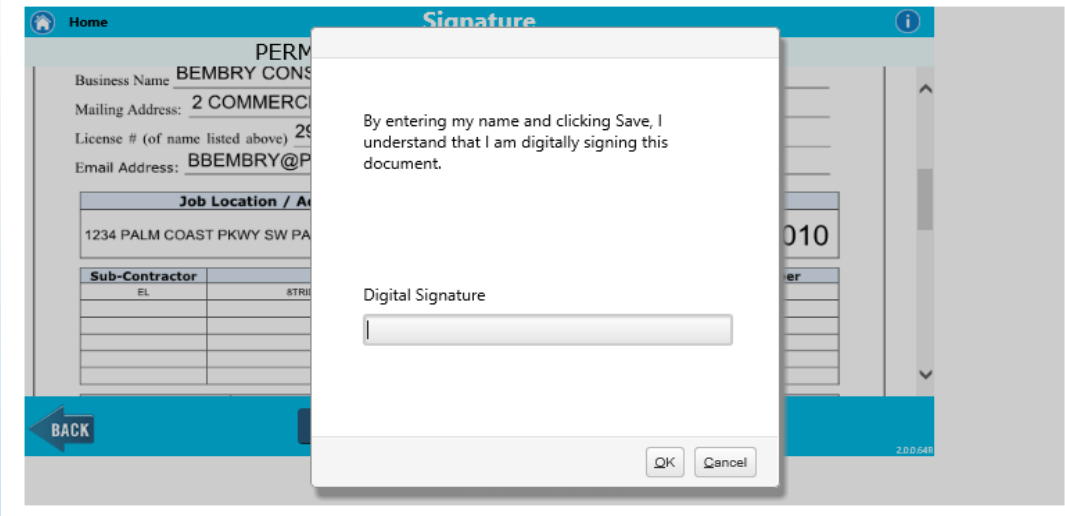 Home
Signature
PERM
Business Name BEMBRY CONS
Mailing Address: 2 COMMERCI
License # (of name listed above) 29
Email Address: BBEMBRY@P
Job Location / A
1234 PALM COAST PKWY SW PA
010
Sub-Contractor
er
EL
8TRI
By entering my name and clicking Save, I
understand that I am digitally signing this
document.
Digital Signature
OK
Cancel
BACK
2.0.0.648